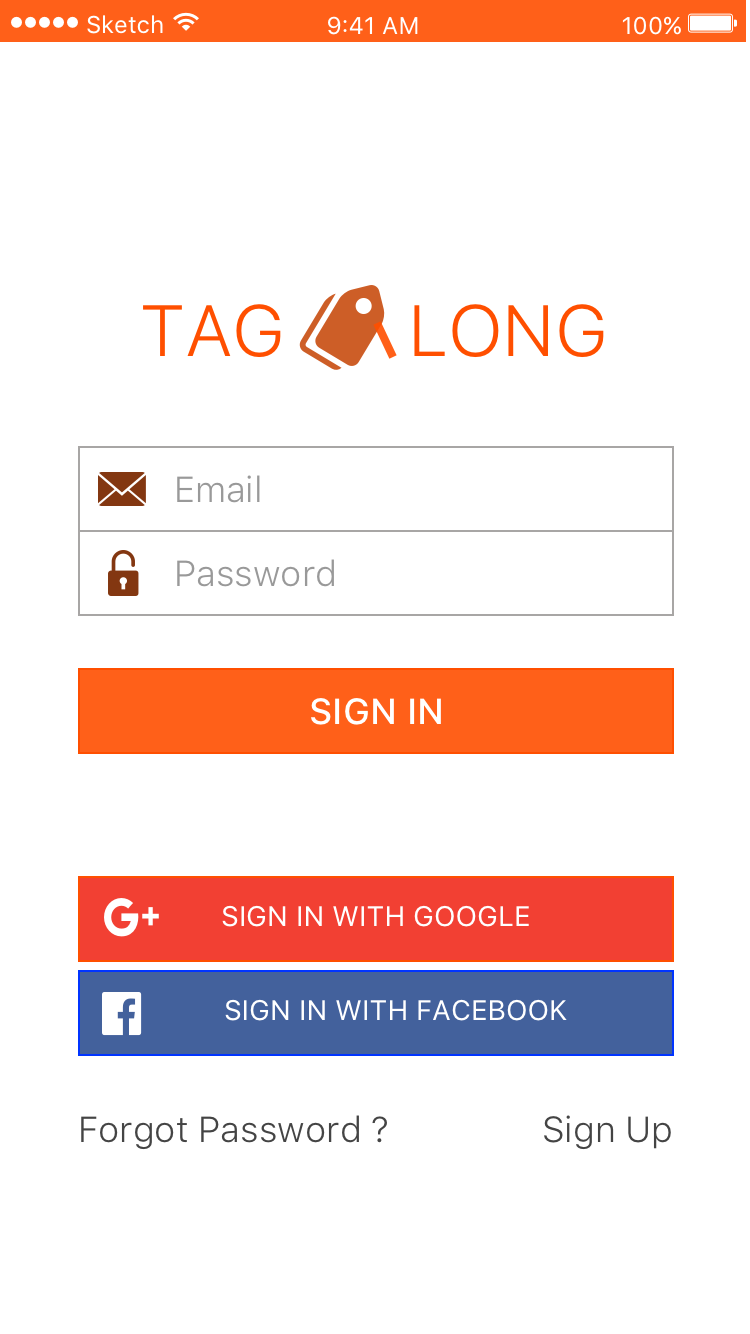 Sketch 9:41 AM 100%
TAG LONG
Email
Password
SIGN IN
G+ SIGN IN WITH GOOGLE
f SIGN IN WITH FACEBOOK
Forgot Password ? Sign Up